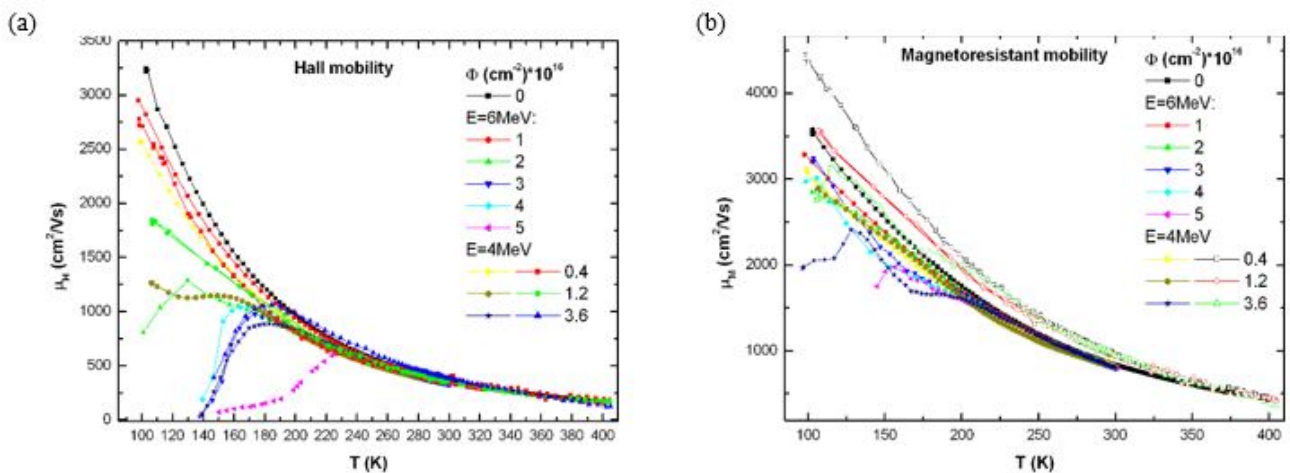 (a)
Hall mobility
Φ (cm⁻²)*10¹⁶
0
E=6MeV:
1
2
3
4
5
E=4MeV
0.4
1.2
3.6
3500
3000
2500
2000
1500
1000
500
0
μH (cm²/Vs)
100 120 140 160 180 200 220 240 260 280 300 320 340 360 380 400
T (K)
(b)
Magnetoresistant mobility
Φ (cm⁻²)*10¹⁶
0
E=6MeV:
1
2
3
4
5
E=4MeV
0.4
1.2
3.6
4000
3000
2000
1000
μM (cm²/Vs)
100 150 200 250 300 350 400
T (K)